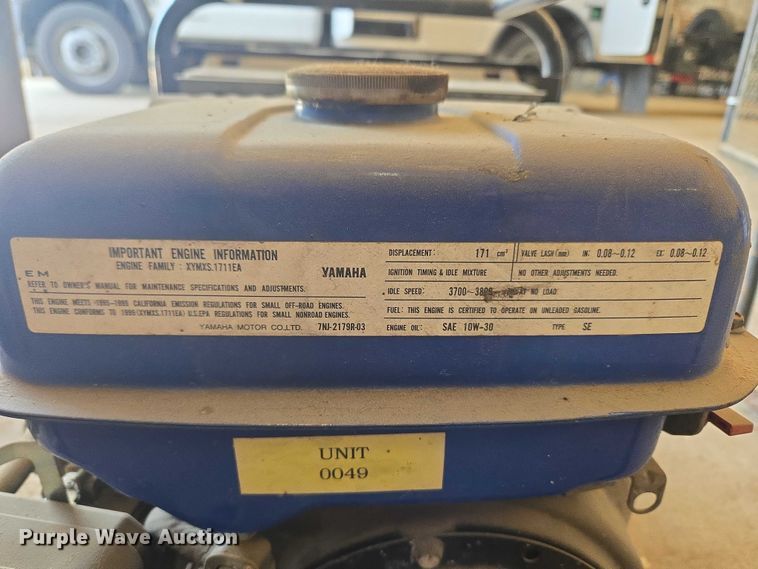 IMPORTANT ENGINE INFORMATION
ENGINE FAMILY : XYMXS.1711EA
E M
YAMAHA
REFER TO OWNER'S MANUAL FOR MAINTENANCE SPECIFICATIONS AND ADJUSTMENTS.
THIS ENGINE MEETS 1995-1998 CALIFORNIA EMISSION REGULATIONS FOR SMALL OFF-ROAD ENGINES.
THIS ENGINE CONFORMS TO 1998 (XYMXS.1711EA) U.S.EPA REGULATIONS FOR SMALL NONROAD ENGINES.
YAMAHA MOTOR CO.,LTD. 7NJ-2179R-03
DISPLACEMENT: 171 cm³ VALVE LASH (mm) IN: 0.08~0.12 EX: 0.08~0.12
IGNITION TIMING & IDLE MIXTURE NO OTHER ADJUSTMENTS NEEDED.
IDLE SPEED: 3700~ AT NO LOAD
FUEL: THIS ENGINE IS CERTIFIED TO OPERATE ON UNLEADED GASOLINE.
ENGINE OIL: SAE 10W-30 TYPE SE
UNIT
0049
Purple Wave Auction